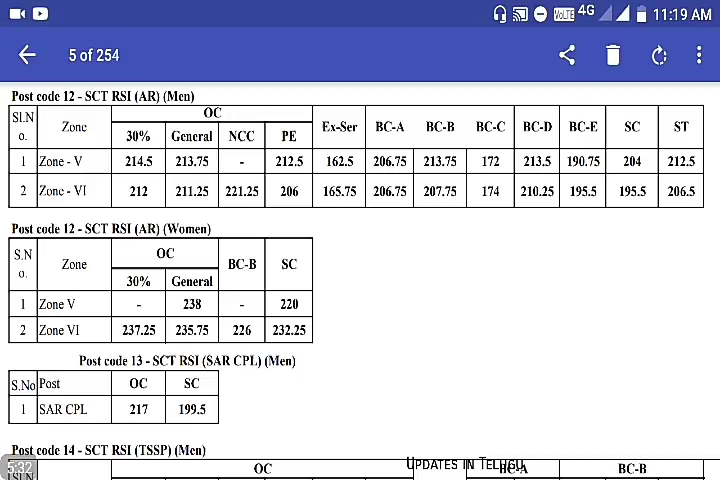 VoLTE 4G 11:19 AM
5 of 254
Post code 12 - SCT RSI (AR) (Men)
Sl.No. Zone OC Ex-Ser BC-A BC-B BC-C BC-D BC-E SC ST
30% General NCC PE
1 Zone - V 214.5 213.75 - 212.5 162.5 206.75 213.75 172 213.5 190.75 204 212.5
2 Zone - VI 212 211.25 221.25 206 165.75 206.75 207.75 174 210.25 195.5 195.5 206.5
Post code 12 - SCT RSI (AR) (Women)
S.No. Zone OC BC-B SC
30% General
1 Zone V - 238 - 220
2 Zone VI 237.25 235.75 226 232.25
Post code 13 - SCT RSI (SAR CPL) (Men)
S.No Post OC SC
1 SAR CPL 217 199.5
Post code 14 - SCT RSI (TSSP) (Men)
5:32
OC BC-A BC-B
UPDATES IN TELUGU